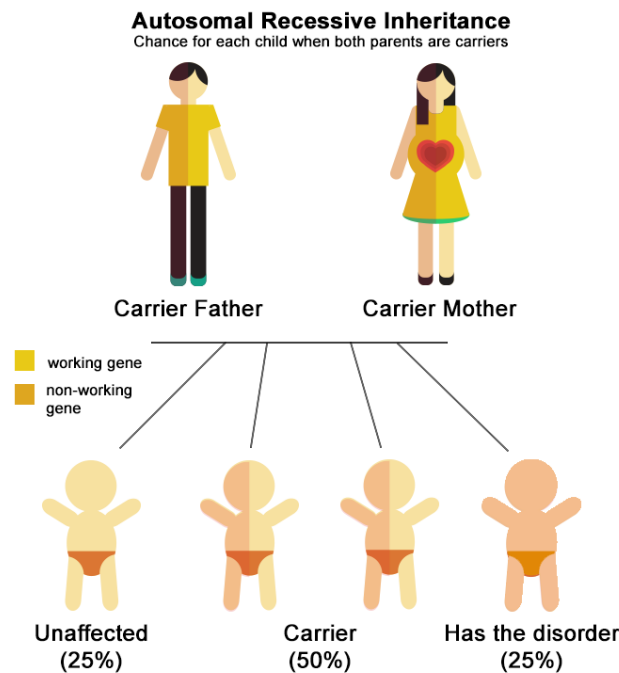 Autosomal Recessive Inheritance
Chance for each child when both parents are carriers
Carrier Father
Carrier Mother
working gene
non-working
gene
Unaffected
(25%)
Carrier
(50%)
Has the disorder
(25%)